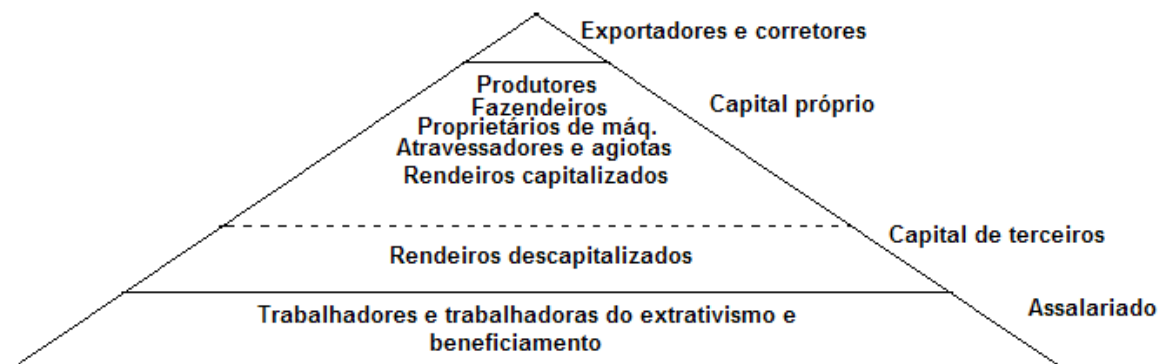 Exportadores e corretores
Produtores
Fazendeiros
Capital próprio
Proprietários de máq.
Atravessadores e agiotas
Rendeiros capitalizados
Capital de terceiros
Rendeiros descapitalizados
Assalariado
Trabalhadores e trabalhadoras do extrativismo e
beneficiamento